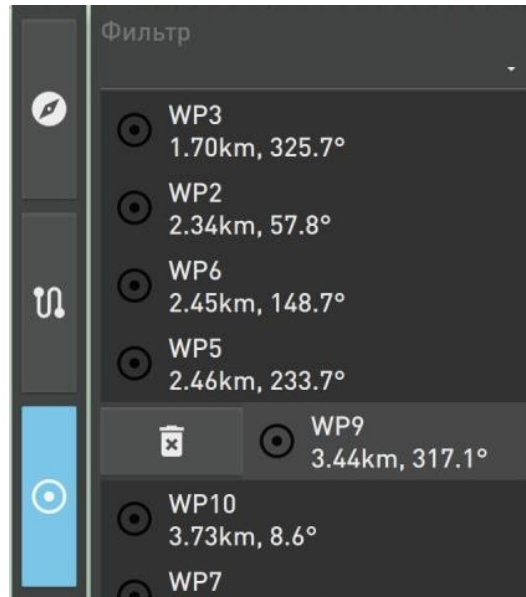 Фильтр
WP3
1.70km, 325.7°
WP2
2.34km, 57.8°
WP6
2.45km, 148.7°
WP5
2.46km, 233.7°
WP9
3.44km, 317.1°
WP10
3.73km, 8.6°
WP7